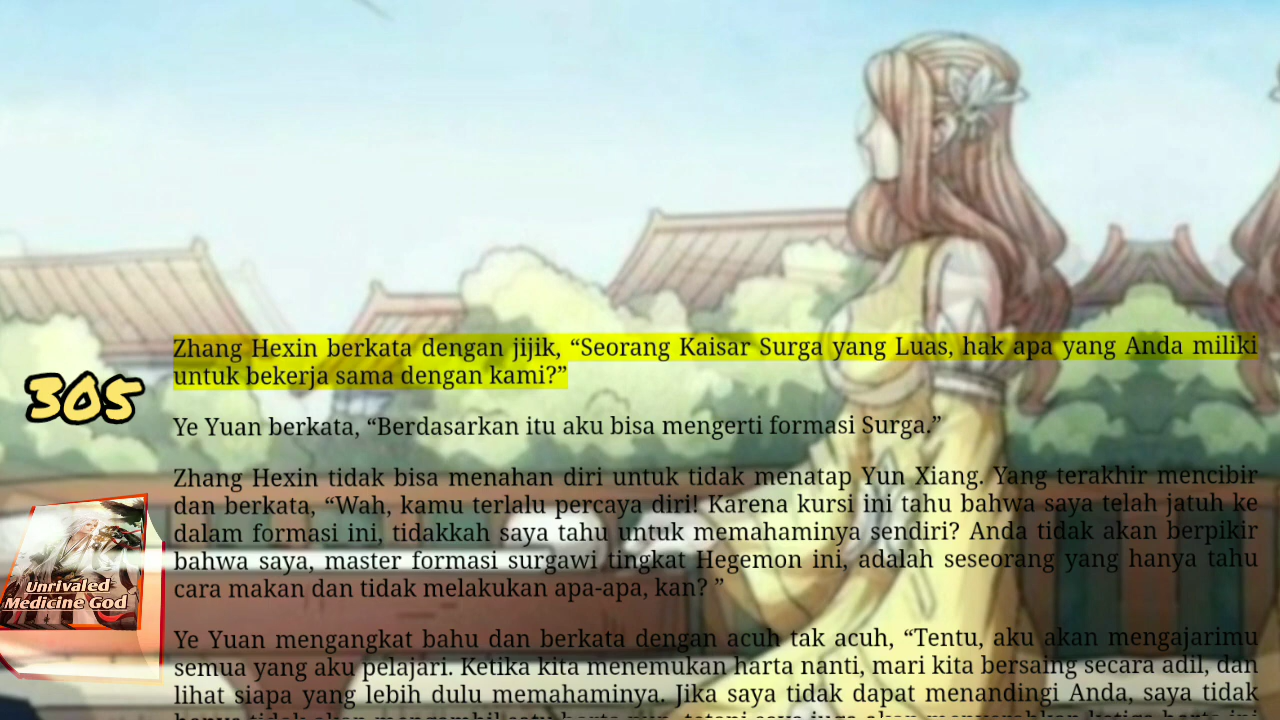 Zhang Hexin berkata dengan jijik, “Seorang Kaisar Surga yang Luas, hak apa yang Anda miliki
untuk bekerja sama dengan kami?”
305
Ye Yuan berkata, “Berdasarkan itu aku bisa mengerti formasi Surga.”
Zhang Hexin tidak bisa menahan diri untuk tidak menatap Yun Xiang. Yang terakhir mencibir
dan berkata, “Wah, kamu terlalu percaya diri! Karena kursi ini tahu bahwa saya telah jatuh ke
dalam formasi ini, tidakkah saya tahu untuk memahaminya sendiri? Anda tidak akan berpikir
bahwa saya, master formasi surgawi tingkat Hegemon ini, adalah seseorang yang hanya tahu
cara makan dan tidak melakukan apa-apa, kan? ”
Unrivaled
Medicine God
Ye Yuan mengangkat bahu dan berkata dengan acuh tak acuh, “Tentu, aku akan mengajarimu
semua yang aku pelajari. Ketika kita menemukan harta nanti, mari kita bersaing secara adil, dan
lihat siapa yang lebih dulu memahaminya. Jika saya tidak dapat menandingi Anda, saya tidak